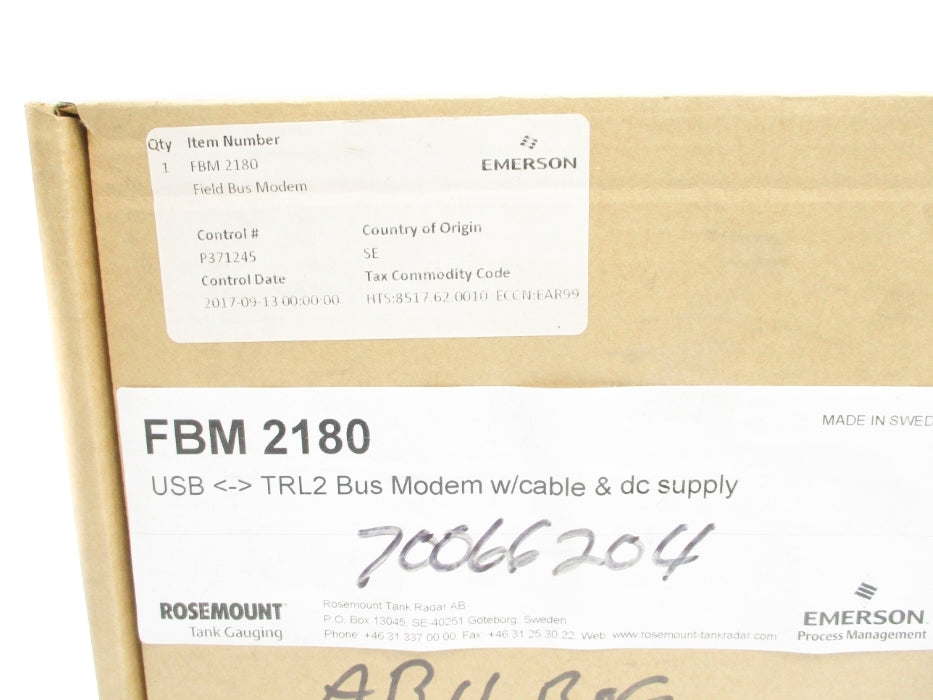 Qty Item Number
1 FBM 2180
Field Bus Modem
EMERSON
Control #
P371245
Control Date
2017-09-13 00:00:00
Country of Origin
SE
Tax Commodity Code
HTS:8517.62.0010 ECCN:EAR99
FBM 2180
MADE IN SWED
USB <-> TRL2 Bus Modem w/cable & dc supply
70066204
ROSEMOUNT
Tank Gauging
Rosemount Tank Radar AB
P.O. Box 13045, SE-40251 Göteborg, Sweden
Phone: +46 31 337 00 00, Fax: +46 31 25 30 22, Web: www.rosemount-tankradar.com
EMERSON
Process Management